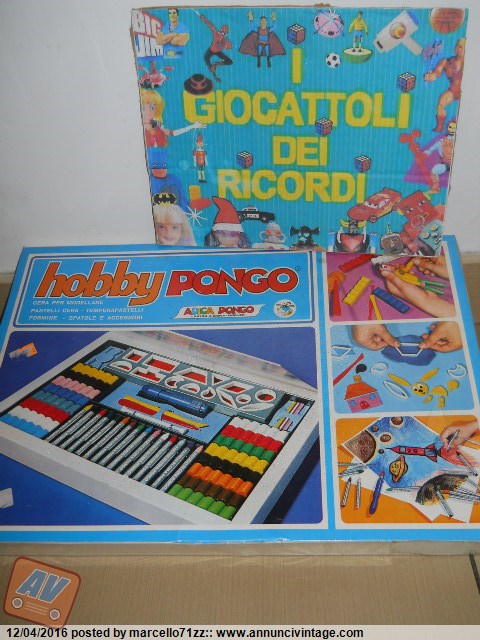 BIG
JIM
I
GIOCATTOLI
DEI
RICORDI
hobby PONGO
CERA PER MODELLARE
PASTELLI CERA - TEMPERAPASTELLI
FORMINE - SPATOLE E ACCESSORI
ADICA PONGO
AV
12/04/2016 posted by marcello71zz:: www.annuncivintage.com